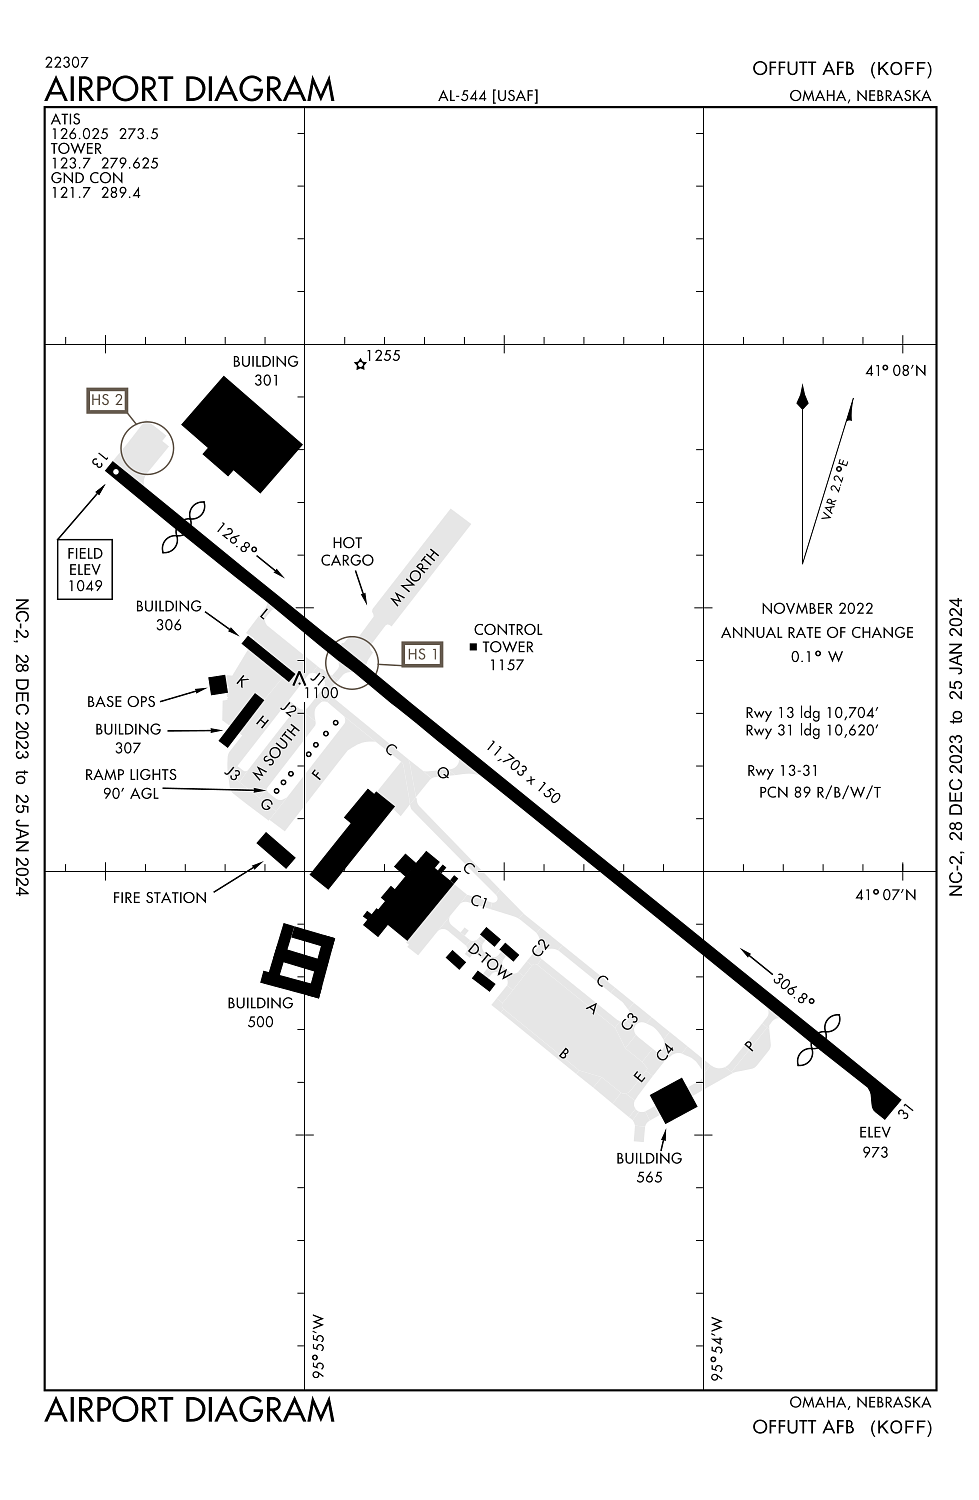 22307
AIRPORT DIAGRAM
AL-544 [USAF]
OFFUTT AFB (KOFF)
OMAHA, NEBRASKA
ATIS
126.025 273.5
TOWER
123.7 279.625
GND CON
121.7 289.4
BUILDING
301
1255
41° 08'N
HS 2
13
VAR 2.2° E
126.8°
HOT
CARGO
M NORTH
FIELD
ELEV
1049
BUILDING
306
L
HS 1
CONTROL
TOWER
1157
NOVMBER 2022
ANNUAL RATE OF CHANGE
0.1° W
J1
1100
K
BASE OPS
J2
H
BUILDING
307
M SOUTH
Rwy 13 ldg 10,704'
Rwy 31 ldg 10,620'
C
Q
11,703 x 150
J3
F
RAMP LIGHTS
90' AGL
G
Rwy 13-31
PCN 89 R/B/W/T
C
41° 07'N
FIRE STATION
C1
C2
D-TOW
C
306.8°
BUILDING
500
A
C3
B
C4
P
E
31
ELEV
973
BUILDING
565
95° 55'W
95° 54'W
NC-2, 28 DEC 2023 to 25 JAN 2024
NC-2, 28 DEC 2023 to 25 JAN 2024
AIRPORT DIAGRAM
OMAHA, NEBRASKA
OFFUTT AFB (KOFF)